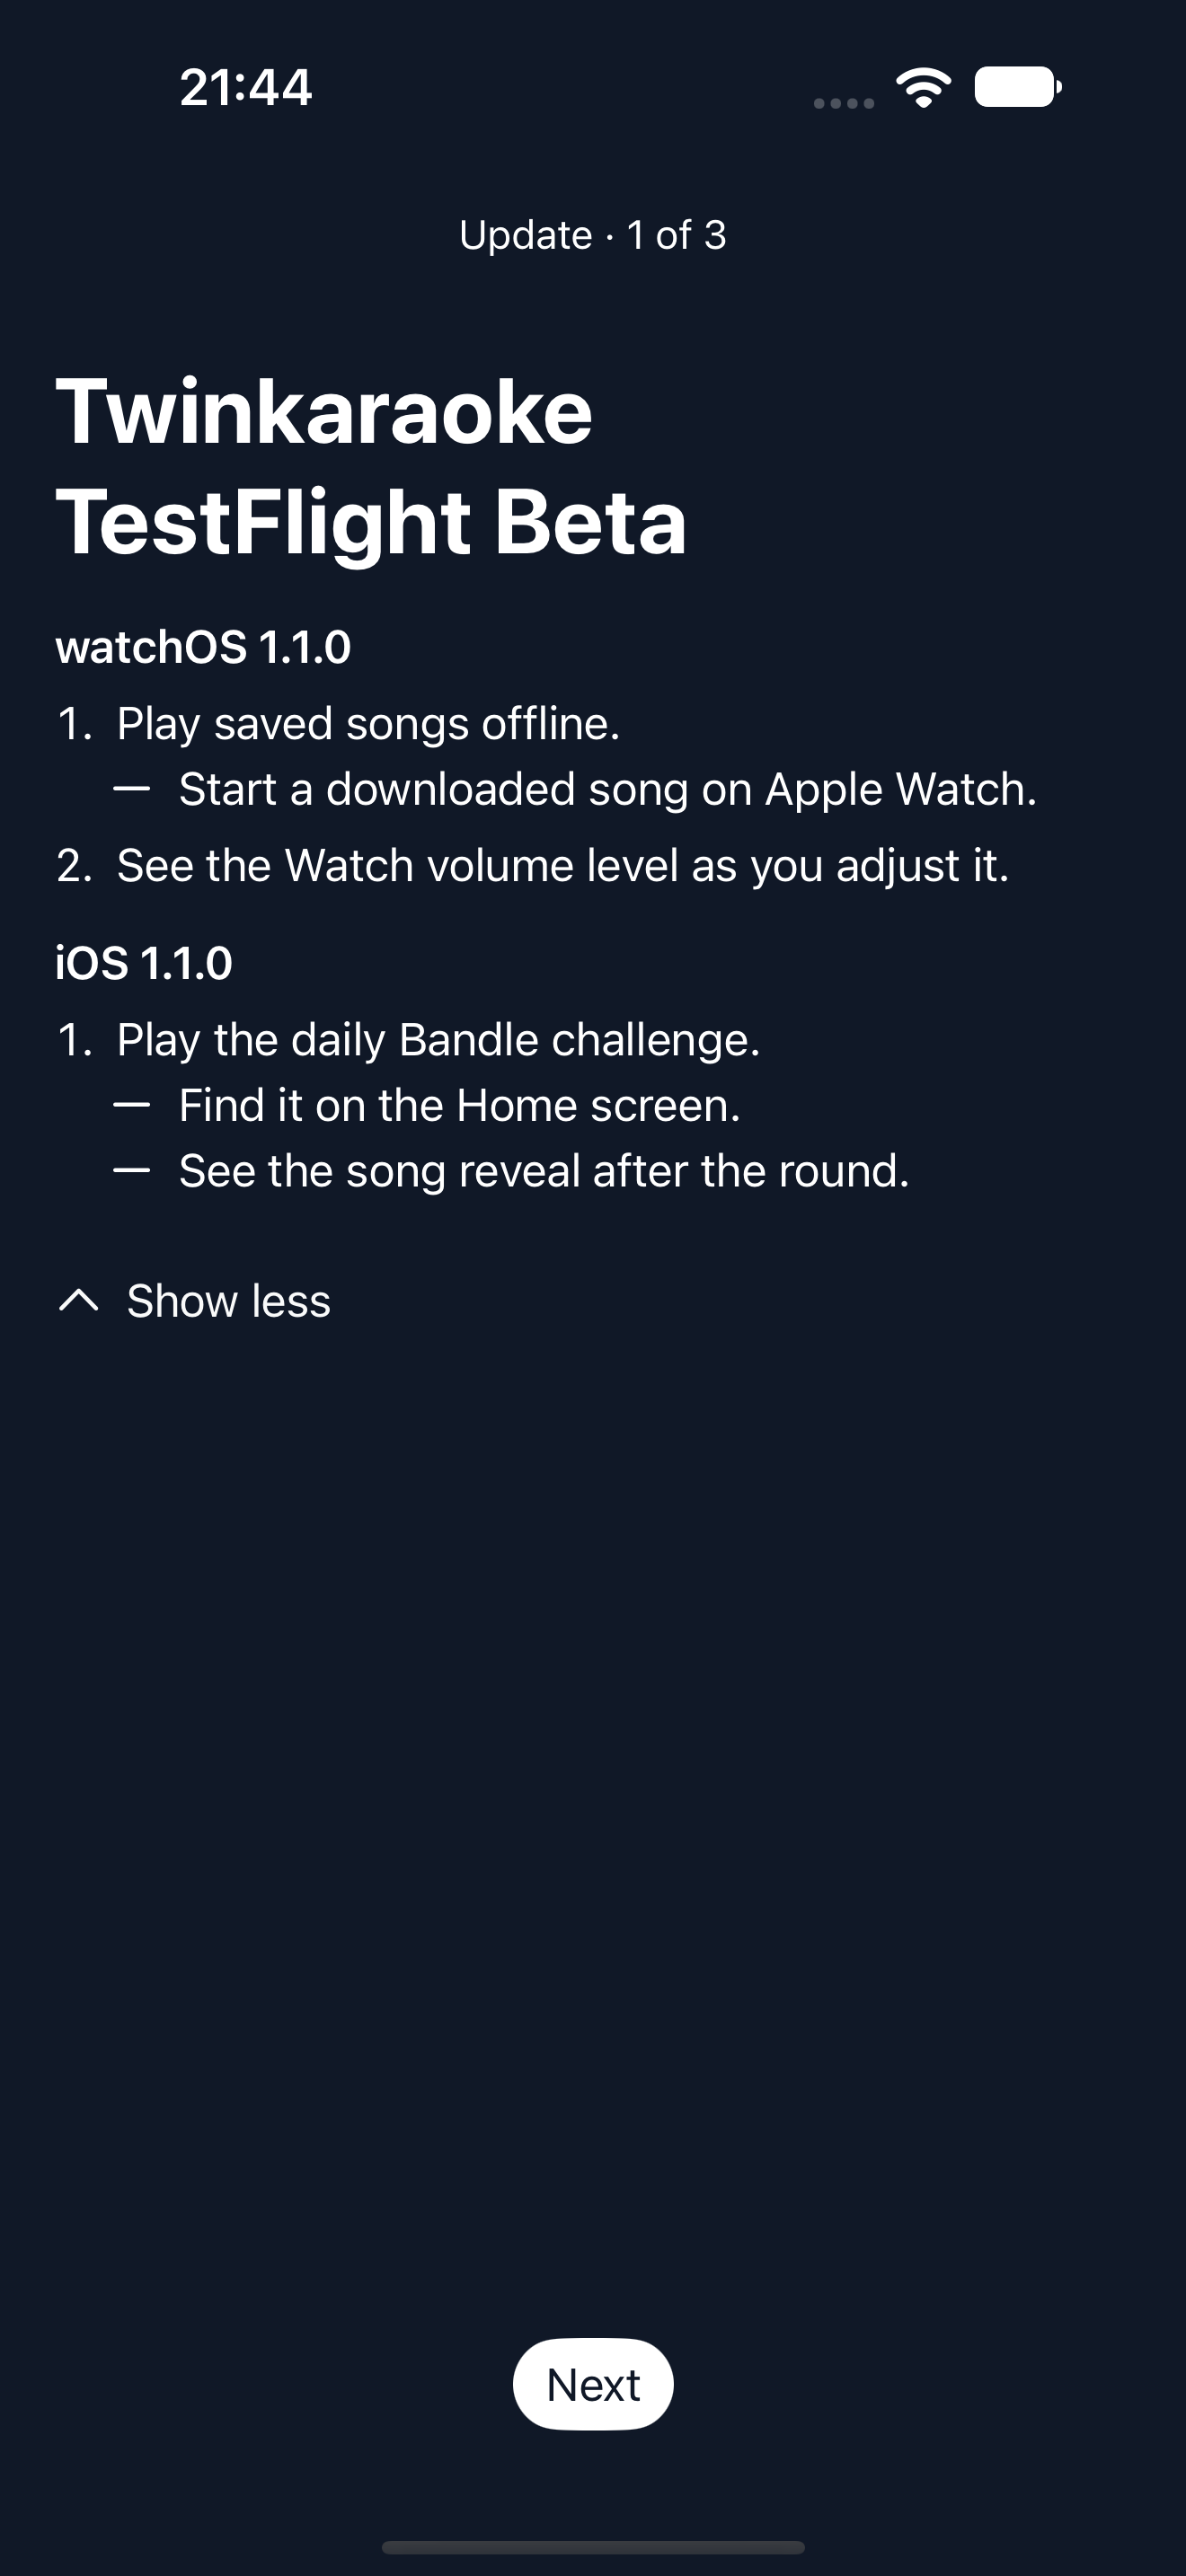 21:44
Update · 1 of 3
Twinkaraoke
TestFlight Beta
watchOS 1.1.0
1. Play saved songs offline.
— Start a downloaded song on Apple Watch.
2. See the Watch volume level as you adjust it.
iOS 1.1.0
1. Play the daily Bandle challenge.
— Find it on the Home screen.
— See the song reveal after the round.
Show less
Next